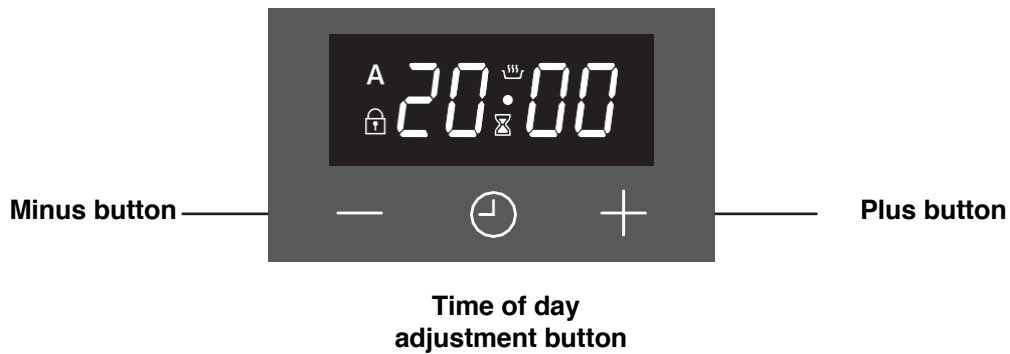 A 20:00
Minus button
Plus button
Time of day
adjustment button